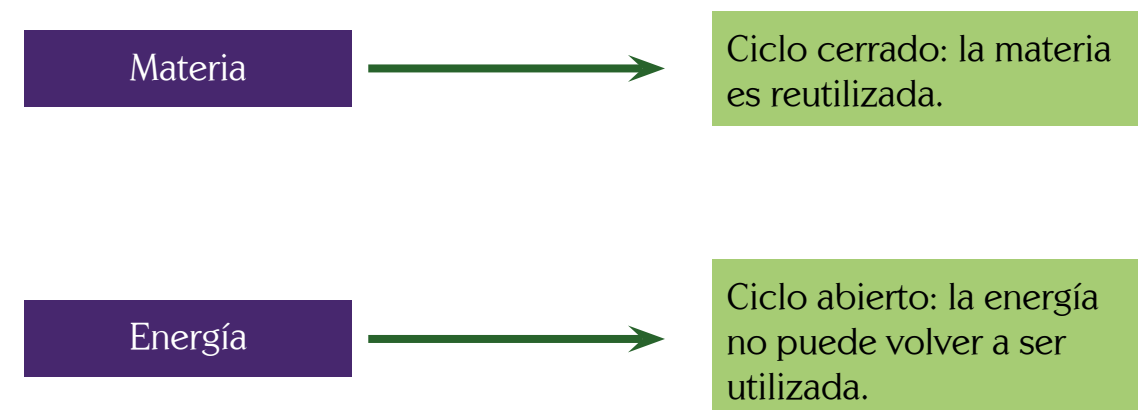 Materia
Ciclo cerrado: la materia
es reutilizada.
Energía
Ciclo abierto: la energía
no puede volver a ser
utilizada.